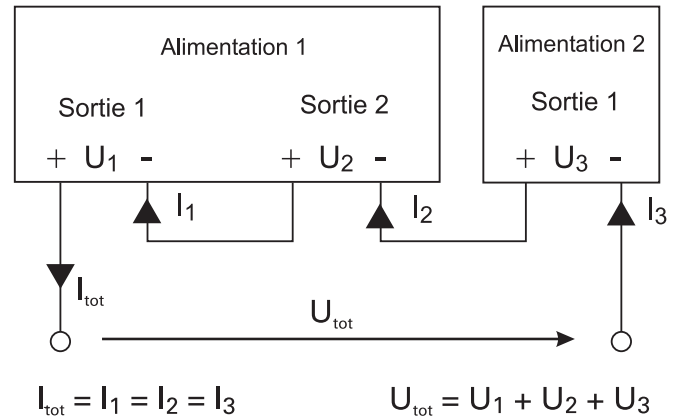 Alimentation 1
Alimentation 2
Sortie 1
Sortie 2
Sortie 1
+ U1 - + U2 - + U3 -
I1
I2
I3
Itot
Utot
Itot = I1 = I2 = I3
Utot = U1 + U2 + U3